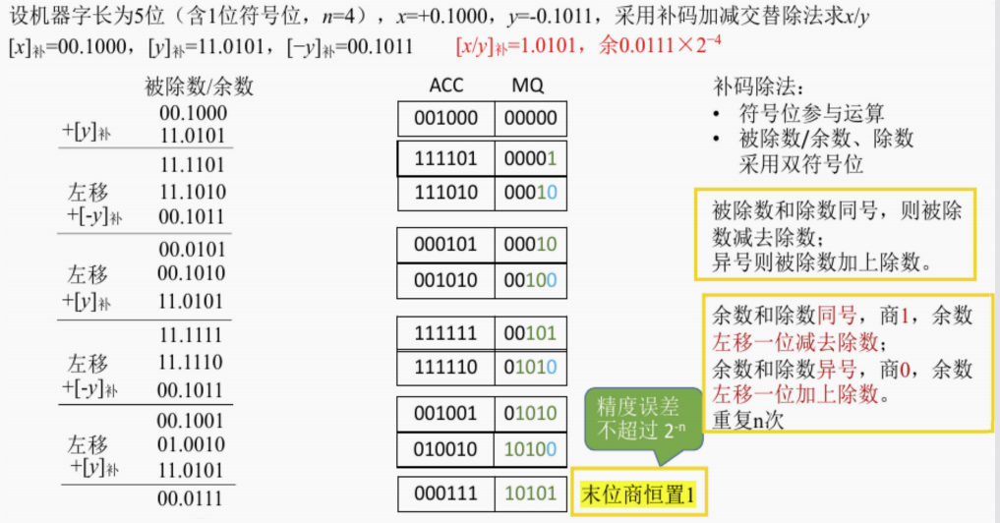 设机器字长为5位（含1位符号位，n=4），x=+0.1000，y=-0.1011，采用补码加减交替除法求x/y
[x]补=00.1000，[y]补=11.0101，[−y]补=00.1011 [x/y]补=1.0101，余0.0111×2⁻⁴
被除数/余数
00.1000
+[y]补 11.0101
11.1101
左移 11.1010
+[-y]补 00.1011
00.0101
左移 00.1010
+[y]补 11.0101
11.1111
左移 11.1110
+[-y]补 00.1011
00.1001
左移 01.0010
+[y]补 11.0101
00.0111
ACC MQ
001000 00000
111101 00001
111010 00010
000101 00010
001010 00100
111111 00101
111110 01010
001001 01010
010010 10100
000111 10101
精度误差
不超过 2⁻ⁿ
末位商恒置1
补码除法：
• 符号位参与运算
• 被除数/余数、除数
采用双符号位
被除数和除数同号，则被除
数减去除数；
异号则被除数加上除数。
余数和除数同号，商1，余数
左移一位减去除数；
余数和除数异号，商0，余数
左移一位加上除数。
重复n次